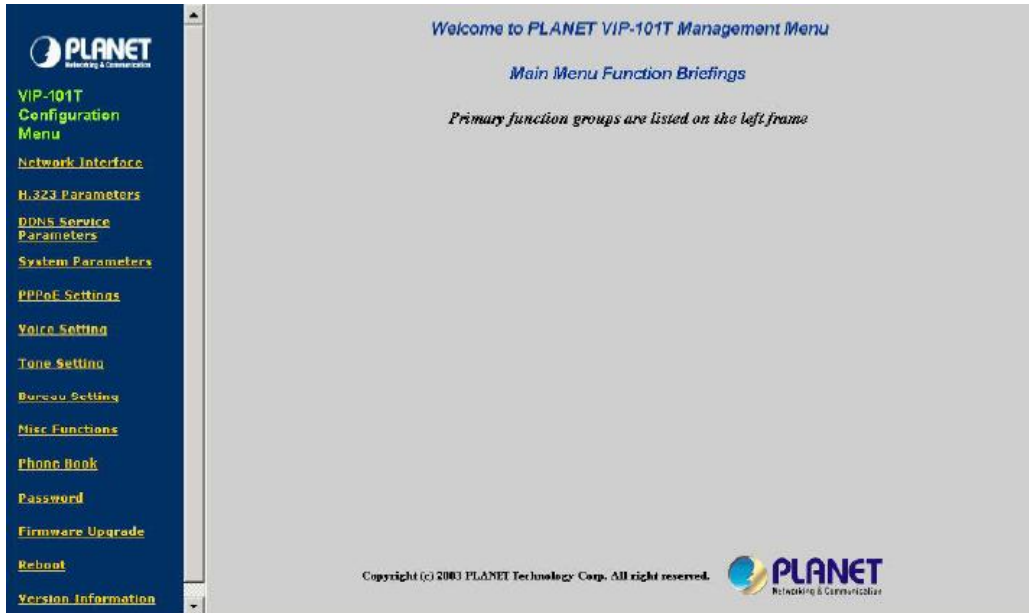 PLANET
Networking & Communication
VIP-101T
Configuration
Menu
Network Interface
H.323 Parameters
DDNS Service
Parameters
System Parameters
PPPoE Settings
Voice Setting
Tone Setting
Bureau Setting
Misc Functions
Phone Book
Password
Firmware Upgrade
Reboot
Version Information
Welcome to PLANET VIP-101T Management Menu
Main Menu Function Briefings
Primary function groups are listed on the left frame
Copyright (c) 2003 PLANET Technology Corp. All right reserved.
PLANET
Networking & Communication